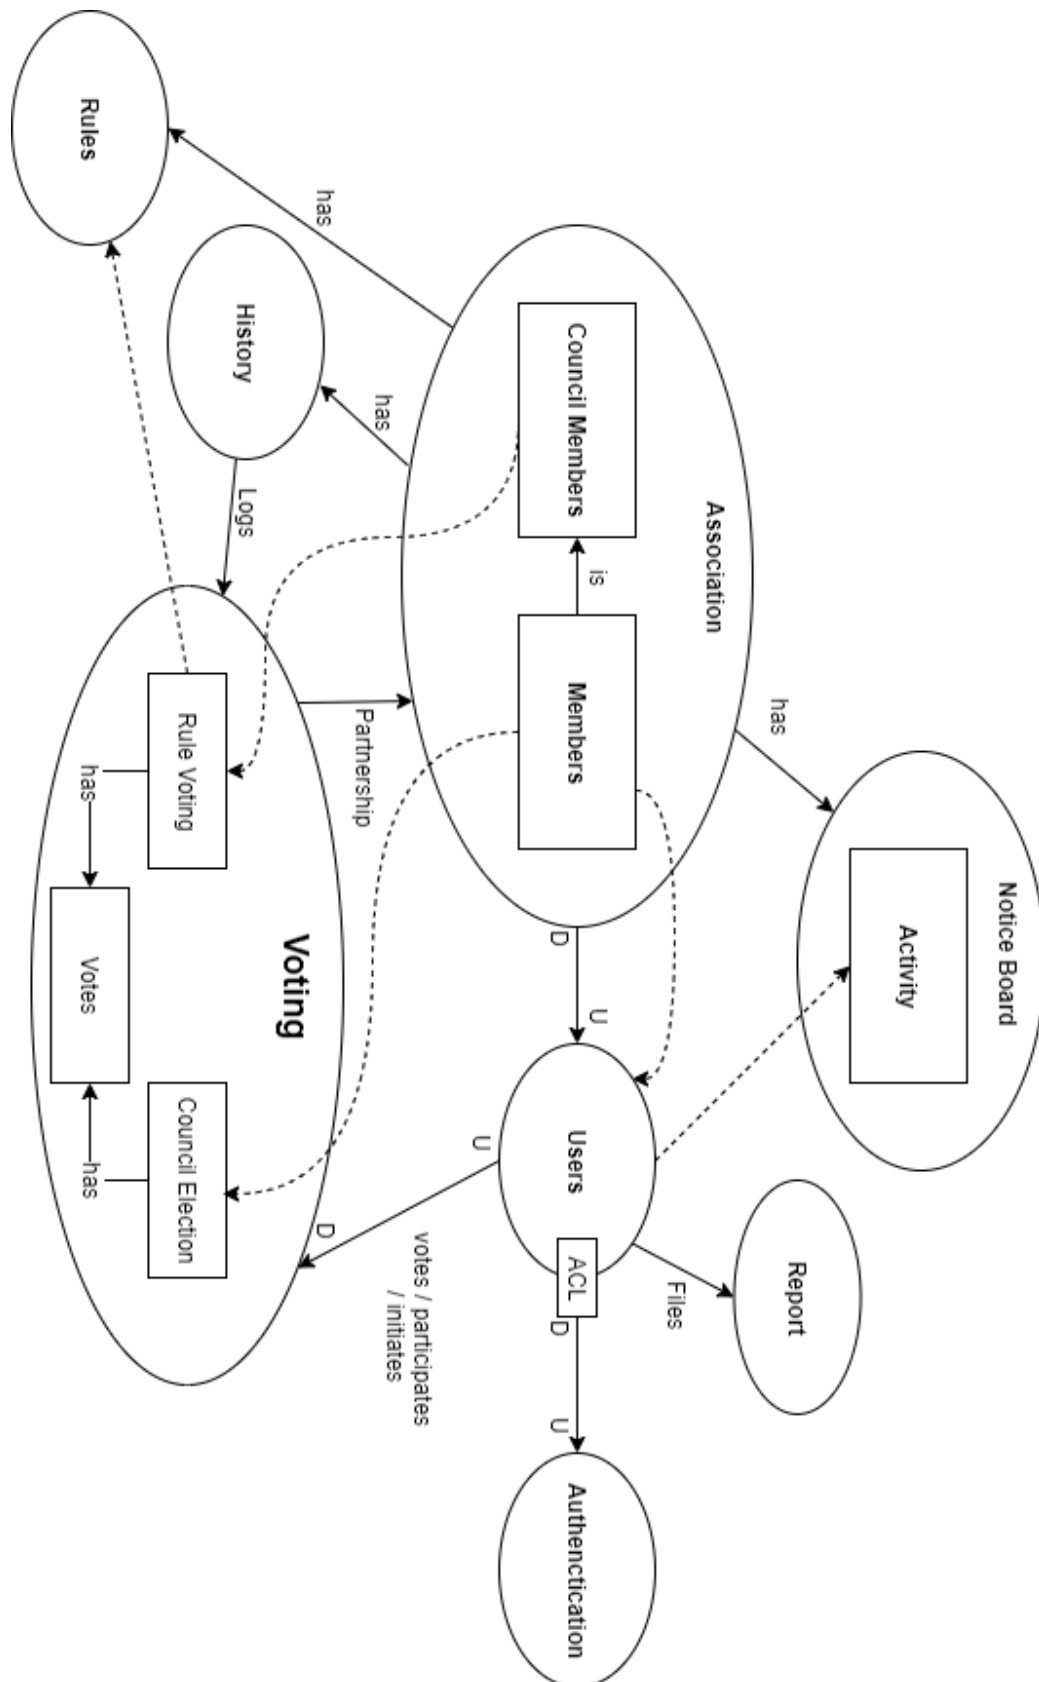 Rules
has
History
has
Logs
Association
Council Members
is
Members
has
Notice Board
Activity
Partnership
Voting
Rule Voting
has
Votes
Council Election
has
D
U
Users
ACL
U
D
votes / participates
/ initiates
Files
Report
D
U
Authenctication